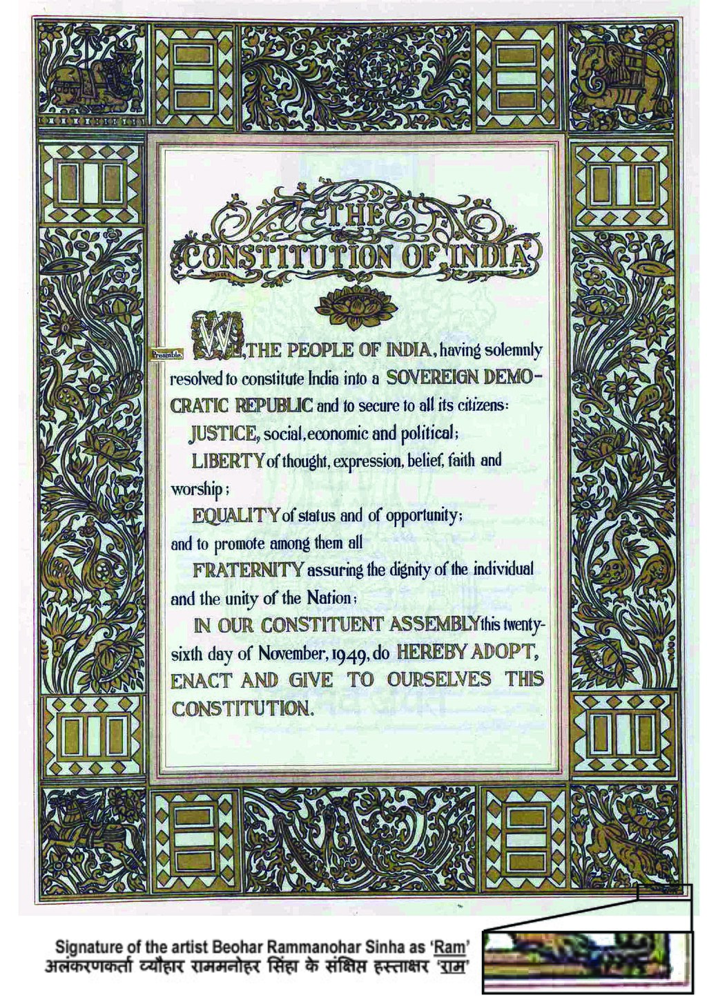 THE
CONSTITUTION OF INDIA
Preamble.
WE, THE PEOPLE OF INDIA, having solemnly
resolved to constitute India into a SOVEREIGN DEMO-
CRATIC REPUBLIC and to secure to all its citizens:
JUSTICE, social, economic and political;
LIBERTY of thought, expression, belief, faith and
worship;
EQUALITY of status and of opportunity;
and to promote among them all
FRATERNITY assuring the dignity of the individual
and the unity of the Nation;
IN OUR CONSTITUENT ASSEMBLY this twenty-
sixth day of November, 1949, do HEREBY ADOPT,
ENACT AND GIVE TO OURSELVES THIS
CONSTITUTION.
Signature of the artist Beohar Rammanohar Sinha as 'Ram'
अलंकरणकर्ता व्यौहार राममनोहर सिंहा के संक्षिप्त हस्ताक्षर 'राम'